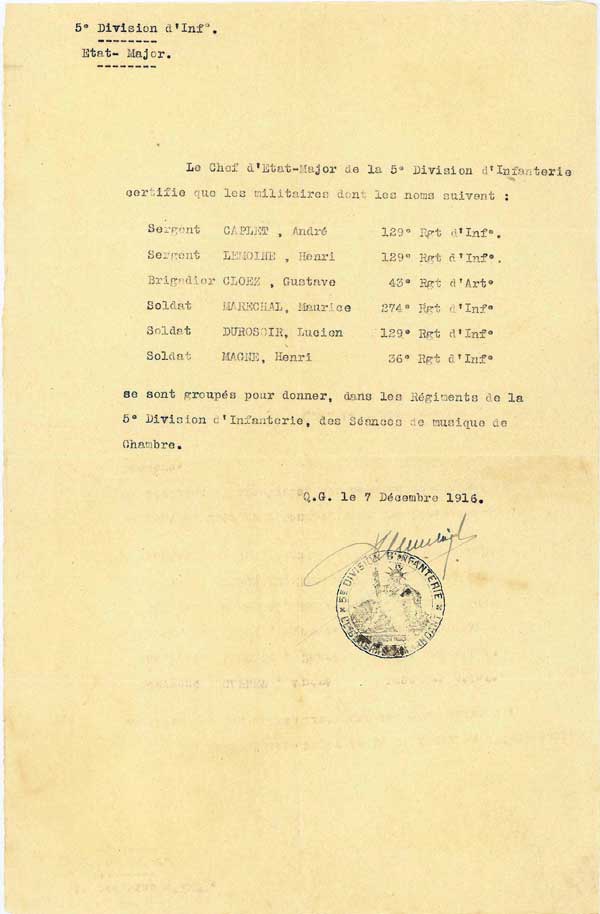 5° Division d'Inf°.
Etat- Major.
Le Chef d'Etat-Major de la 5° Division d'Infanterie
certifie que les militaires dont les noms suivent :
Sergent CAPLET , André 129° Rgt d'Inf°.
Sergent LEMOINE , Henri 129° Rgt d'Inf°.
Brigadier CLOEZ , Gustave 43° Rgt d'Art°
Soldat MARECHAL, Maurice 274° Rgt d'Inf°
Soldat DUROSOIR, Lucien 129° Rgt d'Inf°
Soldat MAGNE, Henri 36° Rgt d'Inf°
se sont groupés pour donner, dans les Régiments de la
5° Division d'Infanterie, des Séances de musique de
Chambre.
Q.G. le 7 Décembre 1916.
5E DIVISION D'INFANTERIE